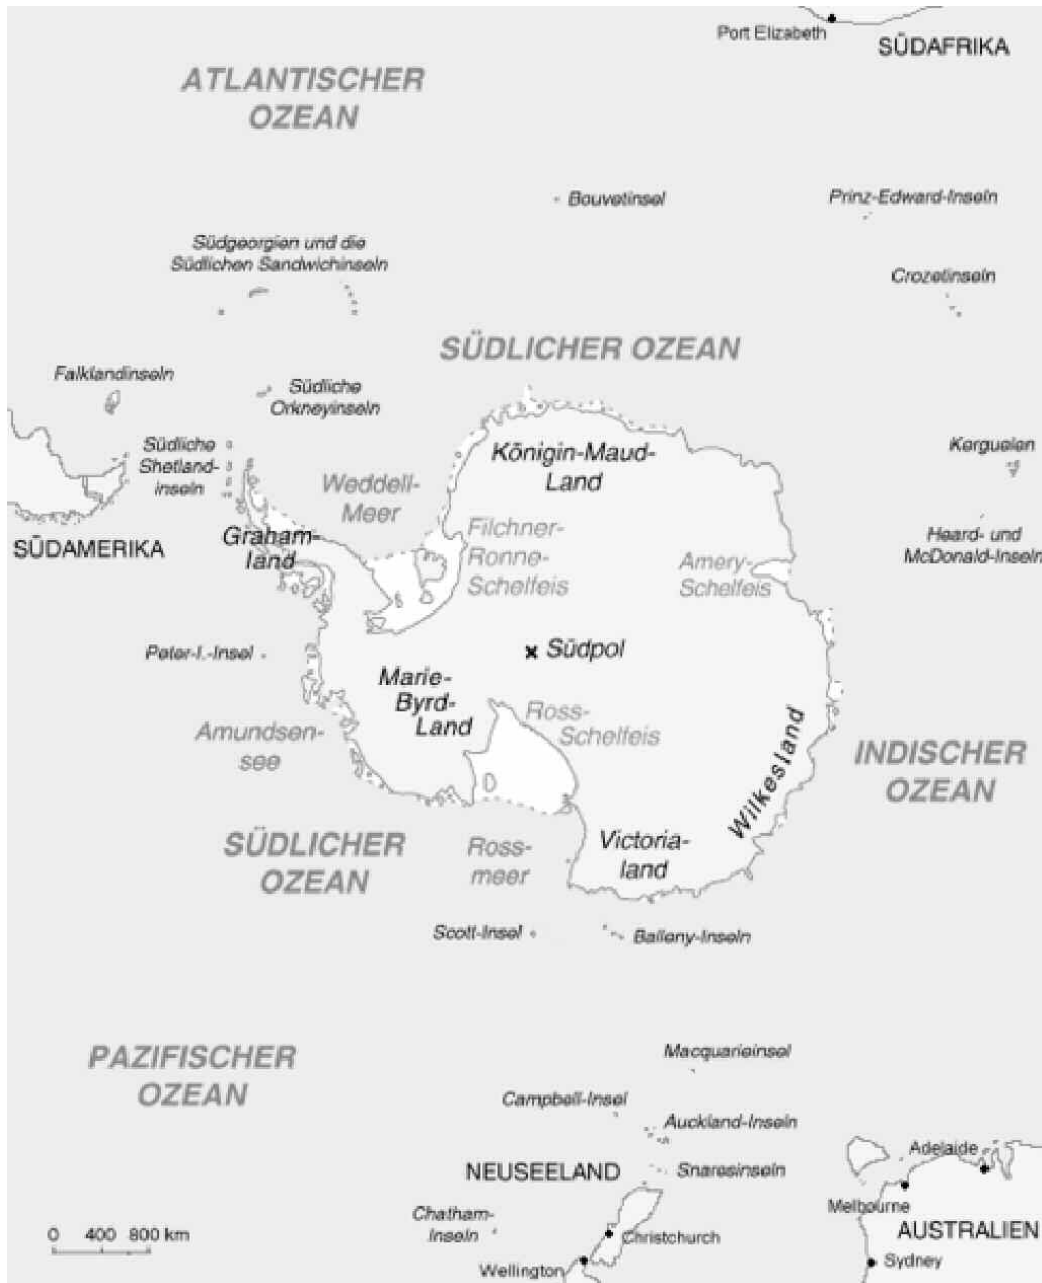 Port Elizabeth
SÜDAFRIKA
ATLANTISCHER
OZEAN
Bouvetinsel
Prinz-Edward-Inseln
Südgeorgien und die
Südlichen Sandwichinseln
Crozetinseln
SÜDLICHER OZEAN
Falklandinseln
Südliche
Orkneyinseln
Südliche
Shetland-
inseln
Königin-Maud-
Land
Kerguelen
Weddell-
Meer
Filchner-
Ronne-
Schelfeis
Graham-
land
SÜDAMERIKA
Amery-
Schelfeis
Heard- und
McDonald-Inseln
Peter-I.-Insel
Südpol
Marie-
Byrd-
Land
Ross-
Schelfeis
Amundsen-
see
Wilkesland
INDISCHER
OZEAN
SÜDLICHER
OZEAN
Ross-
meer
Victoria-
land
Scott-Insel
Balleny-Inseln
PAZIFISCHER
OZEAN
Macquarieinsel
Campbell-Insel
Auckland-Inseln
NEUSEELAND
Snaresinseln
Adelaide
Melbourne
Chatham-
Inseln
Christchurch
AUSTRALIEN
0 400 800 km
Wellington
Sydney